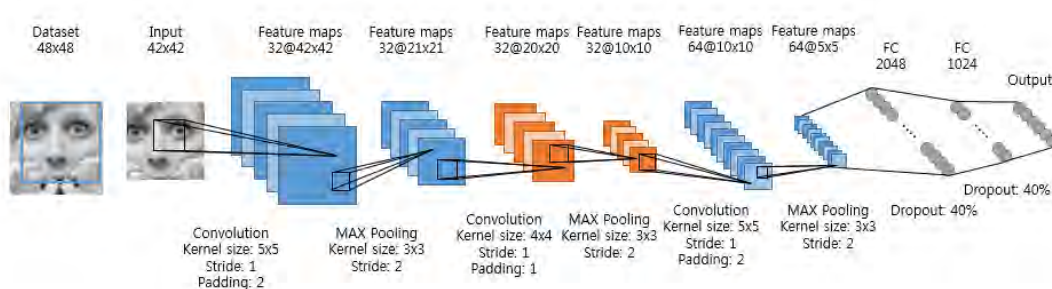 Dataset
48x48
Input
42x42
Feature maps
32@42x42
Feature maps
32@21x21
Feature maps
32@20x20
Feature maps
32@10x10
Feature maps
64@10x10
Feature maps
64@5x5
FC
2048
FC
1024
Output
Dropout: 40%
Dropout: 40%
Convolution
Kernel size: 5x5
Stride: 1
Padding: 2
MAX Pooling
Kernel size: 3x3
Stride: 2
Convolution
Kernel size: 4x4
Stride: 1
Padding: 1
MAX Pooling
Kernel size: 3x3
Stride: 2
Convolution
Kernel size: 5x5
Stride: 1
Padding: 2
MAX Pooling
Kernel size: 3x3
Stride: 2